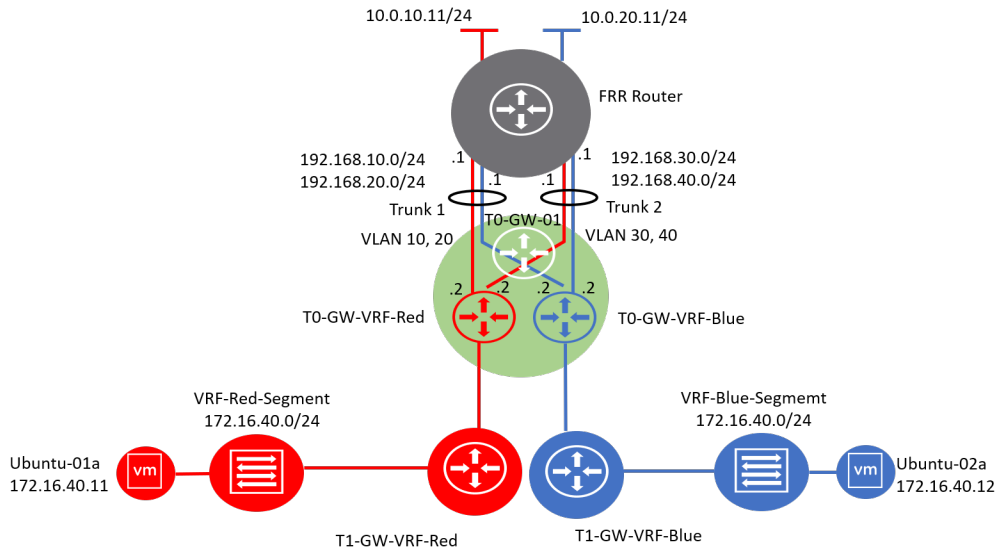 10.0.10.11/24
10.0.20.11/24
FRR Router
192.168.10.0/24
.1
.1
192.168.30.0/24
192.168.20.0/24
.1
.1
192.168.40.0/24
Trunk 1
Trunk 2
T0-GW-01
VLAN 10, 20
VLAN 30, 40
.2
.2
.2
.2
T0-GW-VRF-Red
T0-GW-VRF-Blue
VRF-Red-Segment
172.16.40.0/24
VRF-Blue-Segmemt
172.16.40.0/24
Ubuntu-01a
172.16.40.11
vm
vm
Ubuntu-02a
172.16.40.12
T1-GW-VRF-Red
T1-GW-VRF-Blue